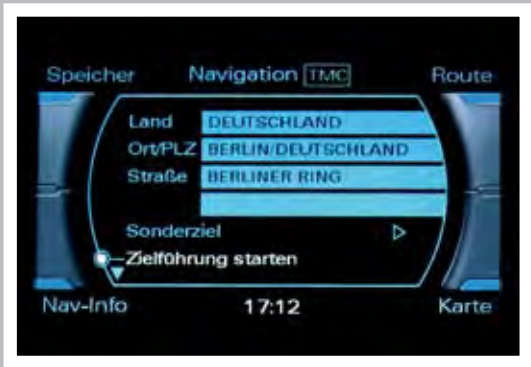 Speicher Navigation TMC Route
Land DEUTSCHLAND
Ort/PLZ BERLIN/DEUTSCHLAND
Straße BERLINER RING
Sonderziel
Zielführung starten
Nav-Info 17:12 Karte